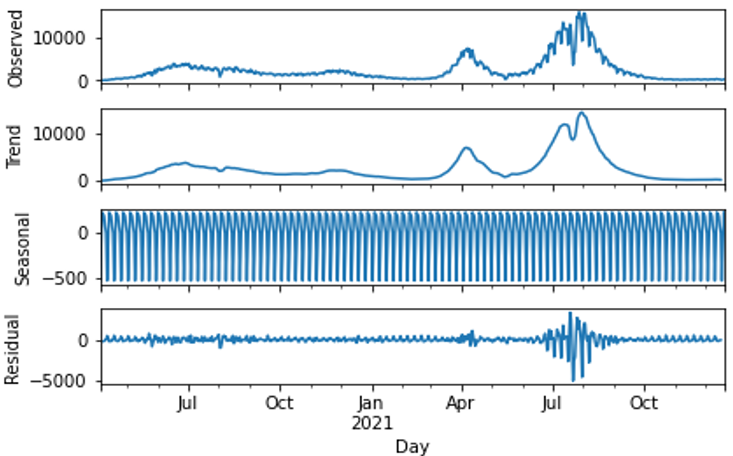 Observed
10000
0
Trend
10000
0
Seasonal
0
−500
Residual
0
−5000
Jul Oct Jan Apr Jul Oct
2021
Day